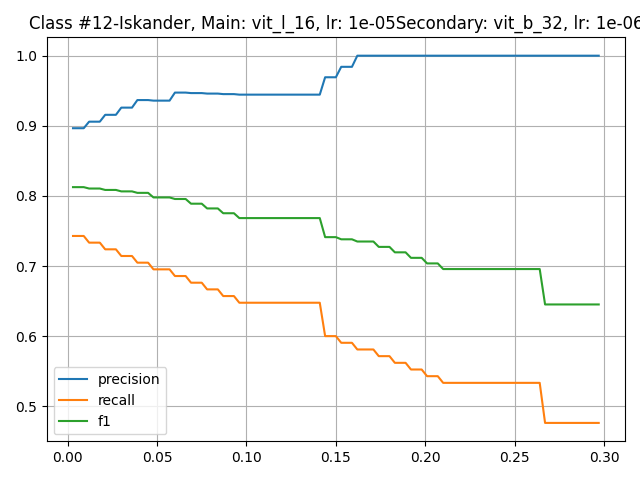 Class #12-Iskander, Main: vit_l_16, lr: 1e-05Secondary: vit_b_32, lr: 1e-06
1.0
0.9
0.8
0.7
0.6
0.5
precision
recall
f1
0.00 0.05 0.10 0.15 0.20 0.25 0.30